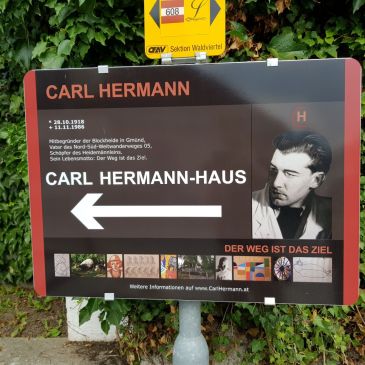 608
ÖAV Sektion Waldviertel
CARL HERMANN
* 28.10.1918
+ 11.11.1986
H
Mitbegründer der Blockheide in Gmünd,
Vater des Nord-Süd-Weitwanderweges 05,
Schöpfer des Heidemännleins.
Sein Lebensmotto: Der Weg ist das Ziel.
CARL HERMANN-HAUS
DER WEG IST DAS ZIEL
Weitere Informationen auf www.CarlHermann.at